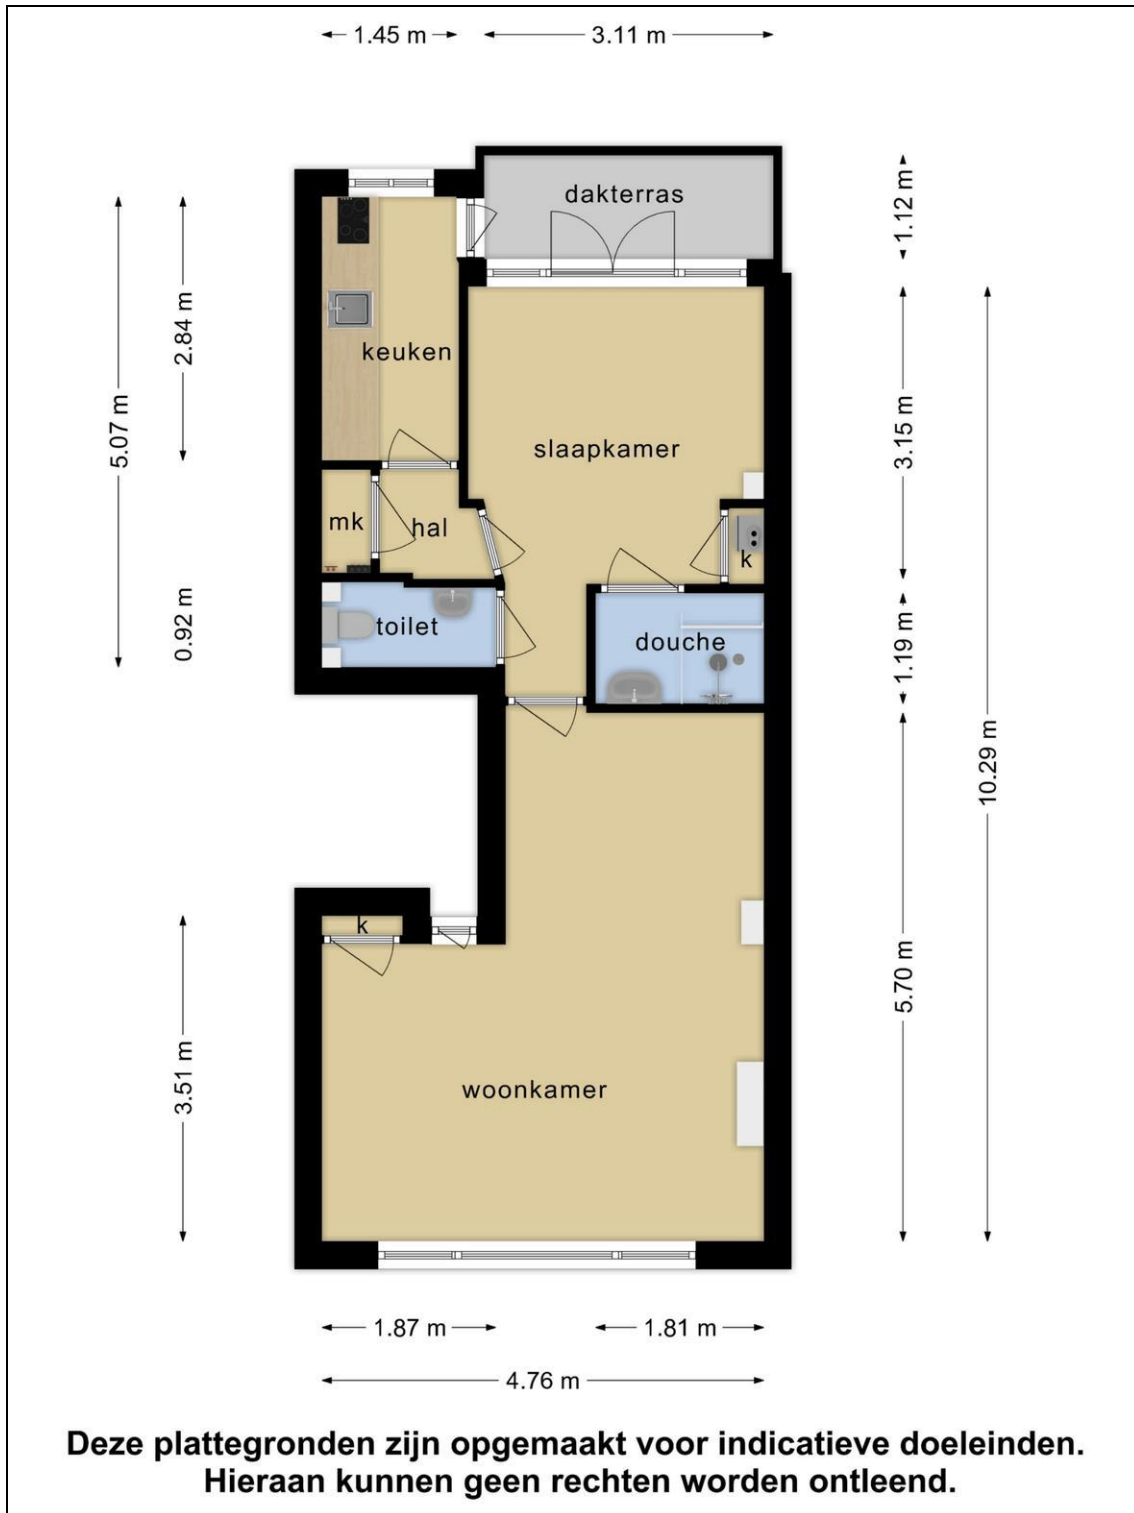 1.45 m
3.11 m
dakterras
1.12 m
2.84 m
keuken
5.07 m
slaapkamer
3.15 m
mk
hal
k
0.92 m
toilet
douche
1.19 m
10.29 m
k
5.70 m
3.51 m
woonkamer
1.87 m
1.81 m
4.76 m
Deze plattegronden zijn opgemaakt voor indicatieve doeleinden.
Hieraan kunnen geen rechten worden ontleend.